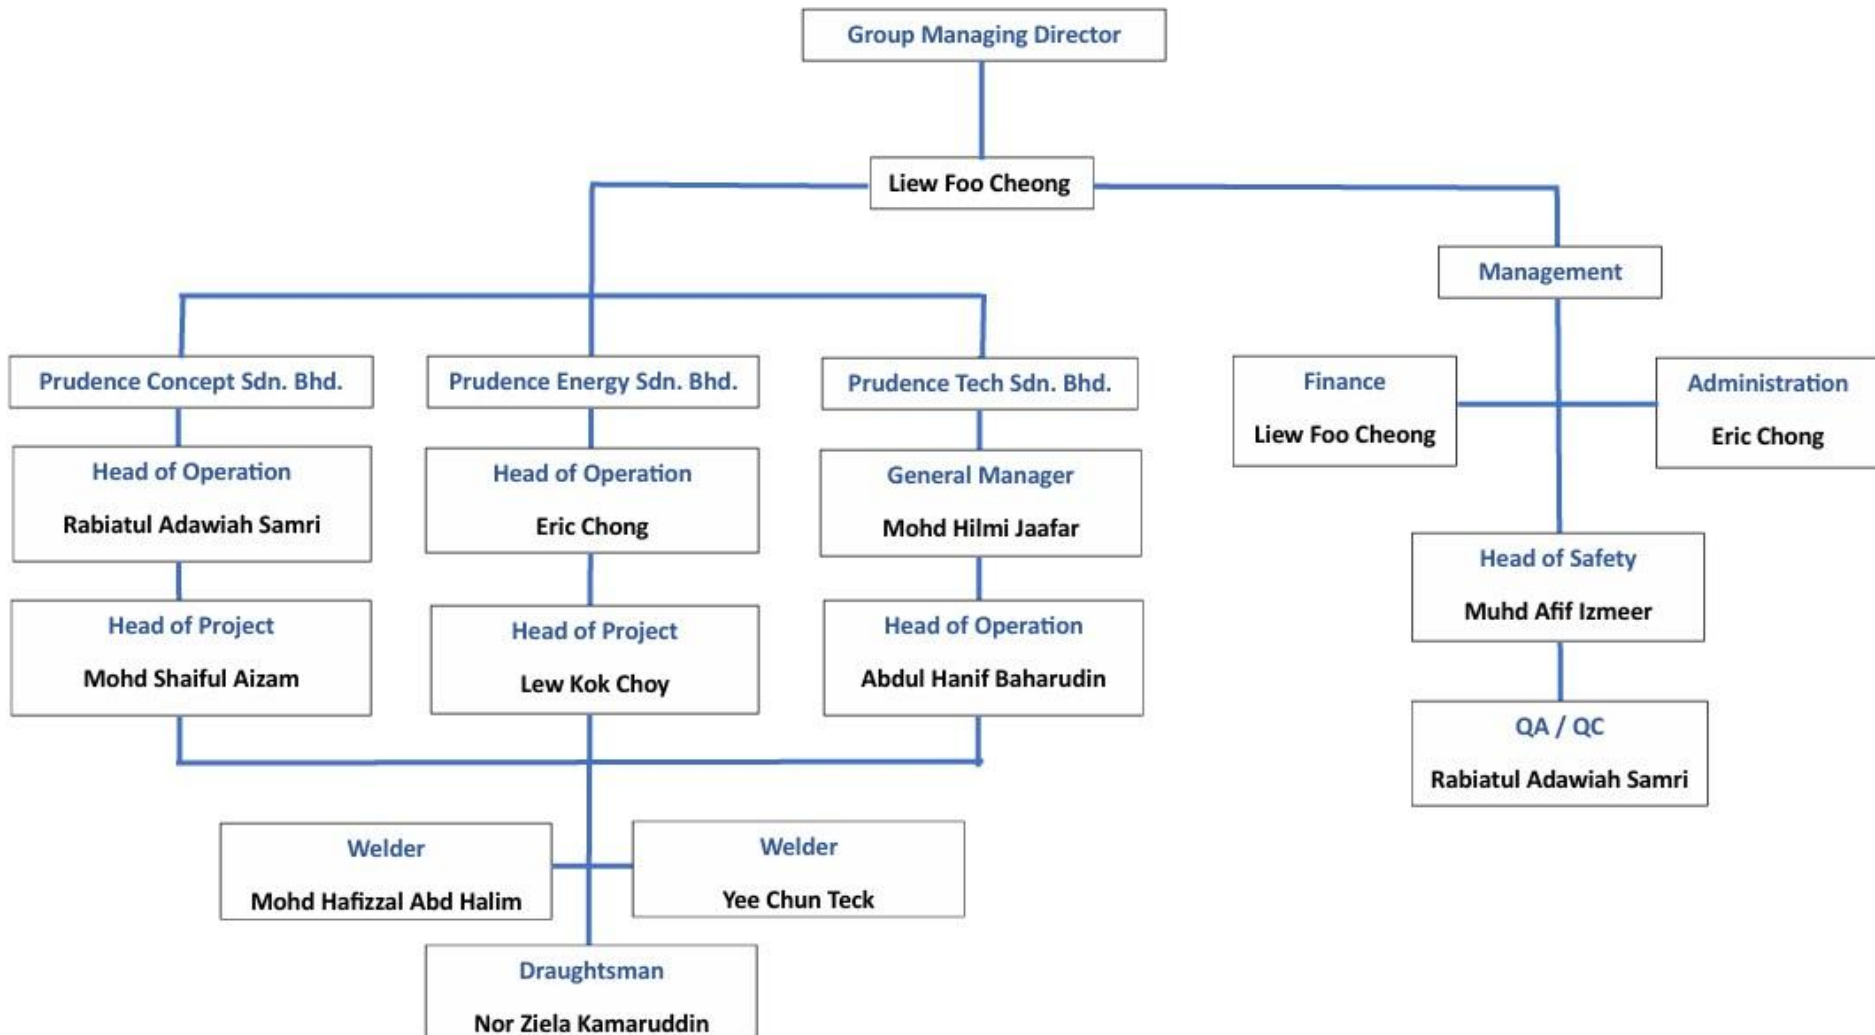 Group Managing Director
Liew Foo Cheong
Management
Prudence Concept Sdn. Bhd.
Prudence Energy Sdn. Bhd.
Prudence Tech Sdn. Bhd.
Finance
Liew Foo Cheong
Administration
Eric Chong
Head of Operation
Rabiatul Adawiah Samri
Head of Operation
Eric Chong
General Manager
Mohd Hilmi Jaafar
Head of Safety
Muhd Afif Izmeer
Head of Project
Mohd Shaiful Aizam
Head of Project
Lew Kok Choy
Head of Operation
Abdul Hanif Baharudin
QA / QC
Rabiatul Adawiah Samri
Welder
Mohd Hafizzal Abd Halim
Welder
Yee Chun Teck
Draughtsman
Nor Ziela Kamaruddin